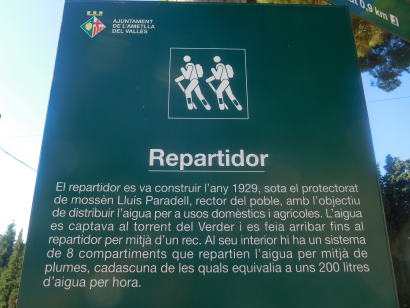 AJUNTAMENT
DE L'AMETLLA
DEL VALLÈS
0,9 km
Repartidor
El repartidor es va construir l'any 1929, sota el protectorat
de mossèn Lluís Paradell, rector del poble, amb l'objectiu
de distribuir l'aigua per a usos domèstics i agrícoles. L'aigua
es captava al torrent del Verder i es feia arribar fins al
repartidor per mitjà d'un rec. Al seu interior hi ha un sistema
de 8 compartiments que repartien l'aigua per mitjà de
plumes, cadascuna de les quals equivalia a uns 200 litres
d'aigua per hora.